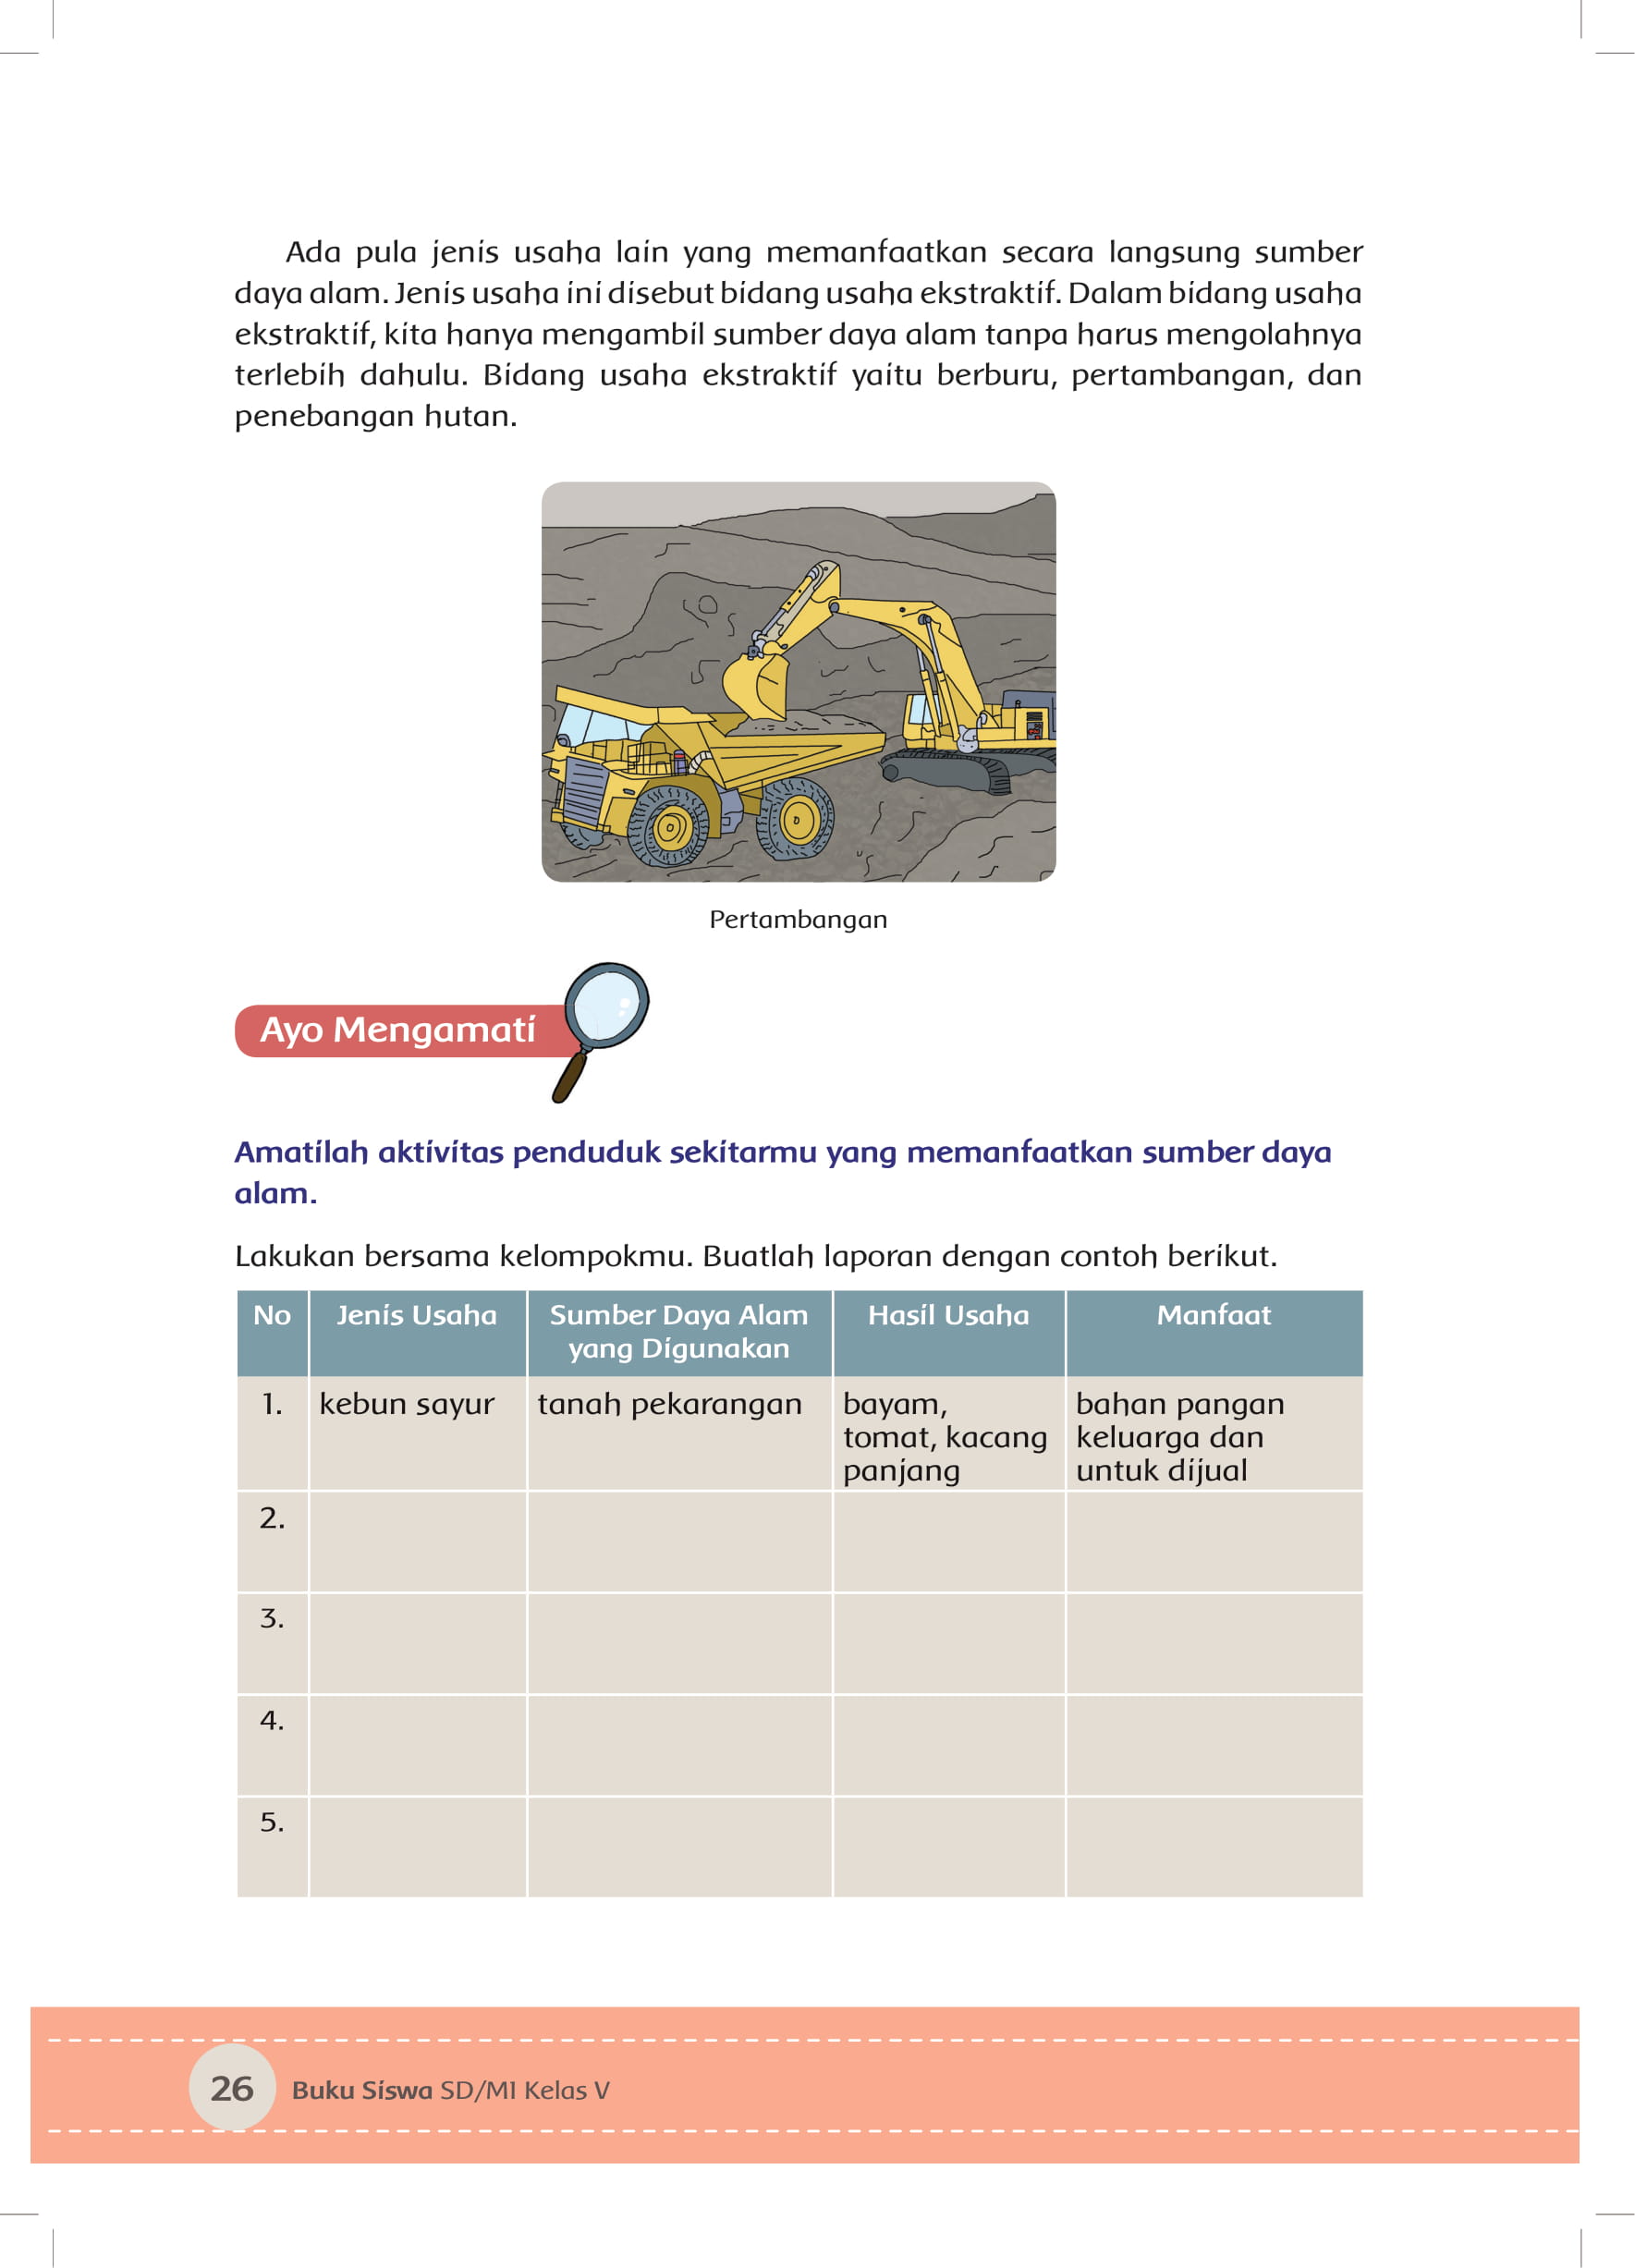 Ada pula jenis usaha lain yang memanfaatkan secara langsung sumber
daya alam. Jenis usaha ini disebut bidang usaha ekstraktif. Dalam bidang usaha
ekstraktif, kita hanya mengambil sumber daya alam tanpa harus mengolahnya
terlebih dahulu. Bidang usaha ekstraktif yaitu berburu, pertambangan, dan
penebangan hutan.
Pertambangan
Ayo Mengamati
Amatilah aktivitas penduduk sekitarmu yang memanfaatkan sumber daya
alam.
Lakukan bersama kelompokmu. Buatlah laporan dengan contoh berikut.
No Jenis Usaha Sumber Daya Alam Hasil Usaha Manfaat
yang Digunakan
1. kebun sayur tanah pekarangan bayam, bahan pangan
tomat, kacang keluarga dan
panjang untuk dijual
2.
3.
4.
5.
26 Buku Siswa SD/MI Kelas V